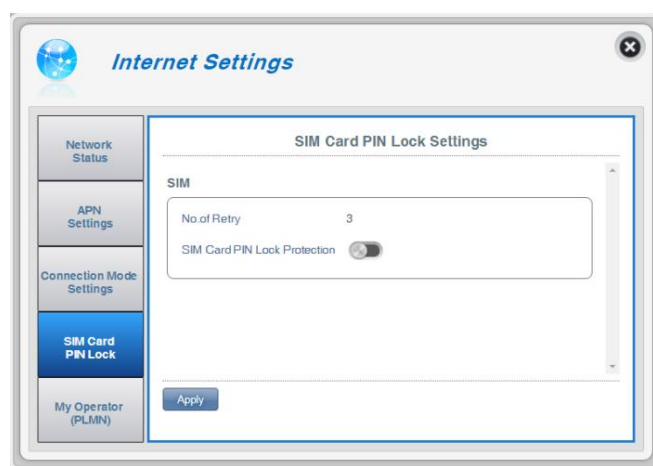 Internet Settings
Network
Status
APN
Settings
Connection Mode
Settings
SIM Card
PIN Lock
My Operator
(PLMN)
SIM Card PIN Lock Settings
SIM
No.of Retry 3
SIM Card PIN Lock Protection
Apply